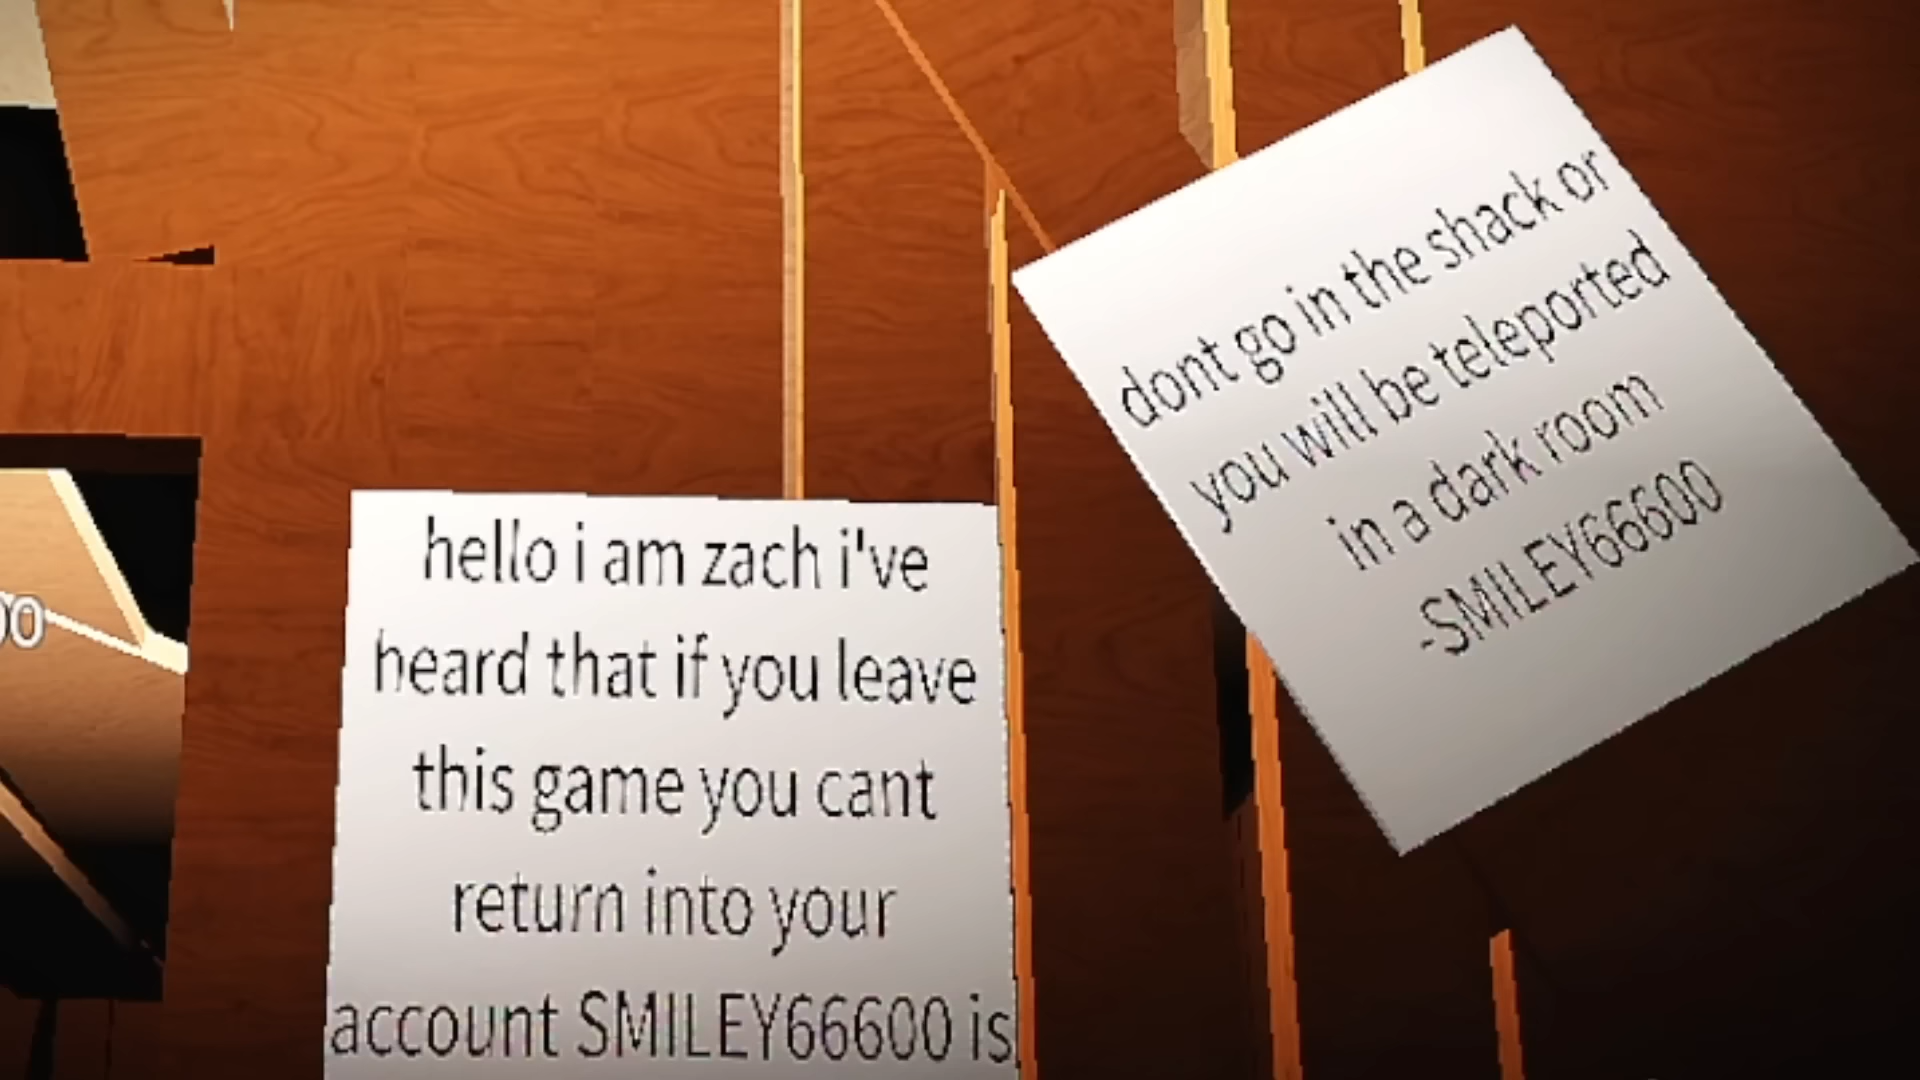 hello i am zach i've
heard that if you leave
this game you cant
return into your
account SMILEY66600 is
dont go in the shack or
you will be teleported
in a dark room
-SMILEY66600
00